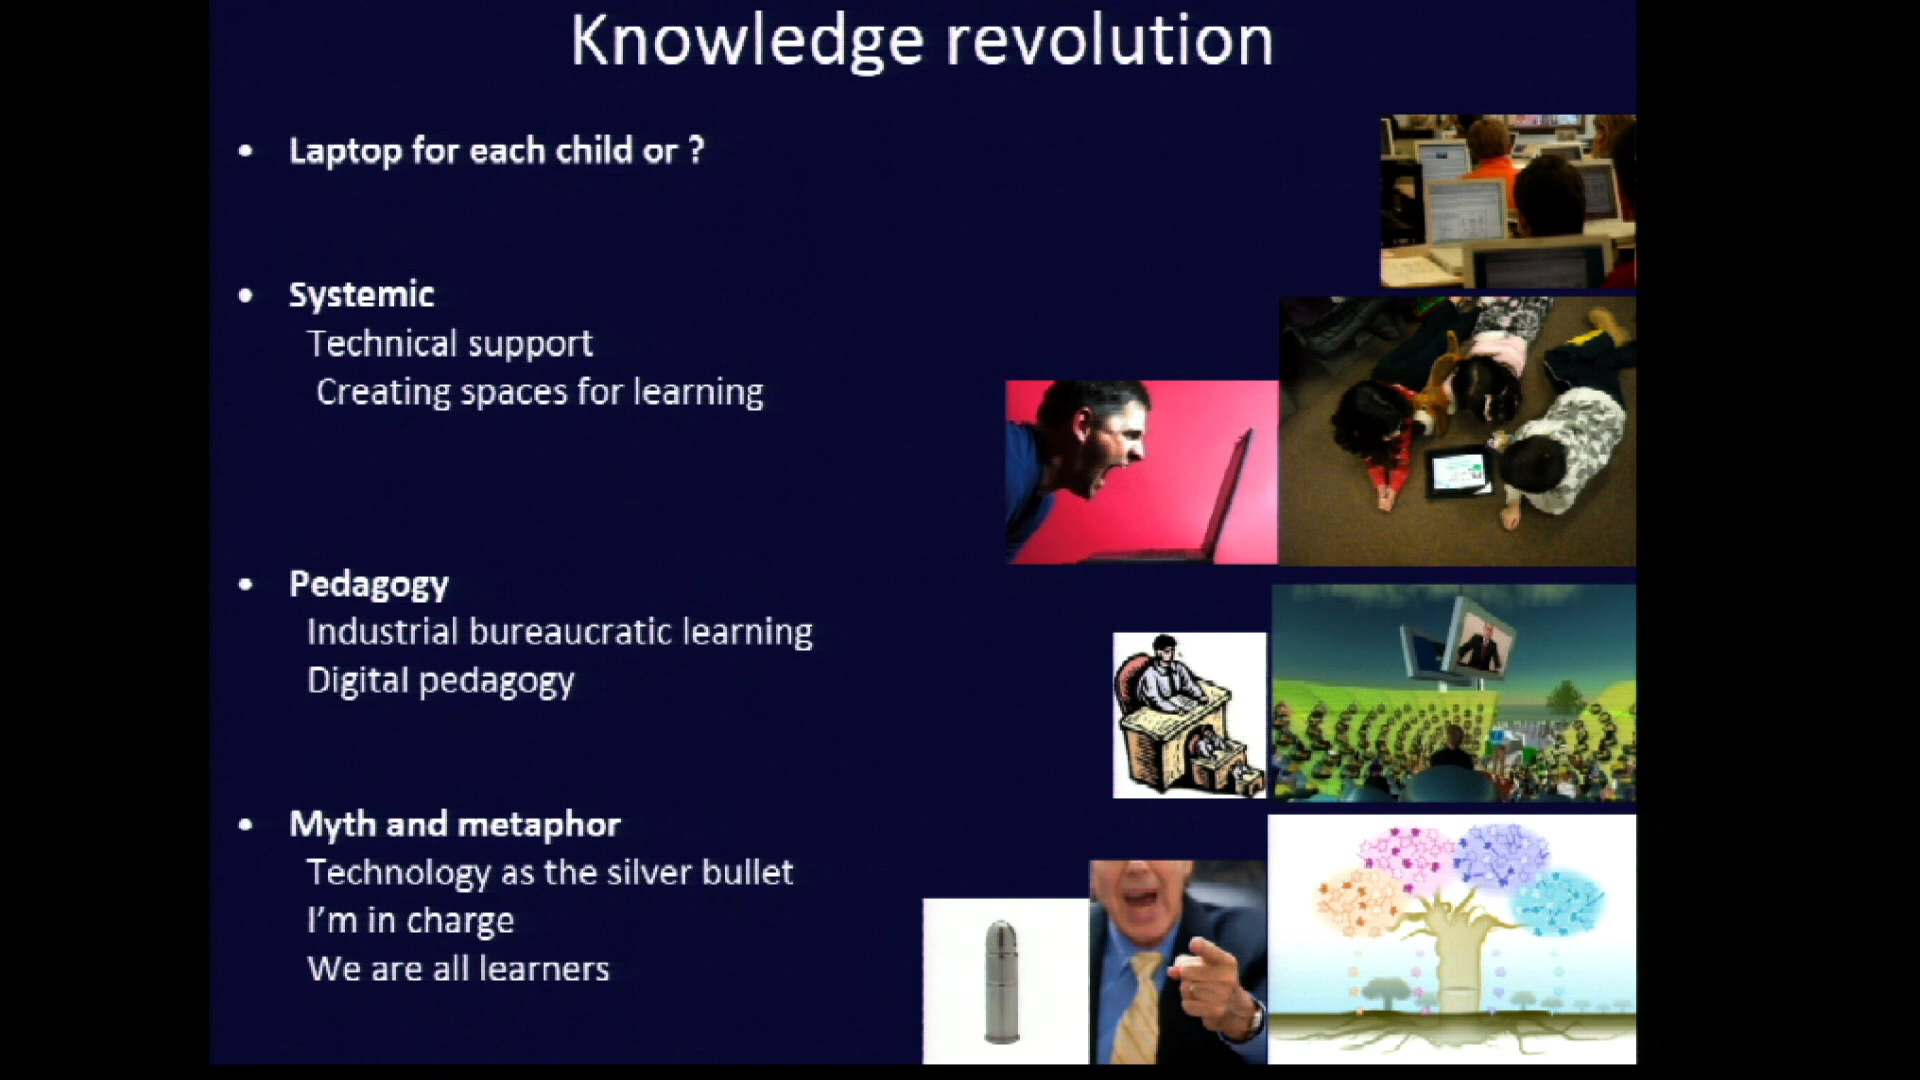 Knowledge revolution
• Laptop for each child or ?
• Systemic
Technical support
Creating spaces for learning
• Pedagogy
Industrial bureaucratic learning
Digital pedagogy
• Myth and metaphor
Technology as the silver bullet
I'm in charge
We are all learners